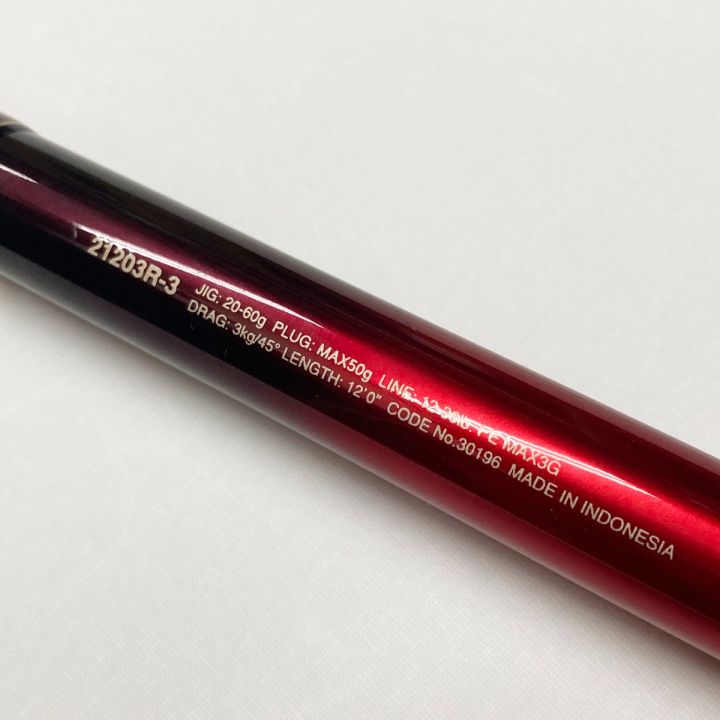 21203R-3
JIG: 20-60g PLUG: MAX50g LINE: PE MAX3G
DRAG: 3kg/45° LENGTH: 12'0" CODE No.30196 MADE IN INDONESIA